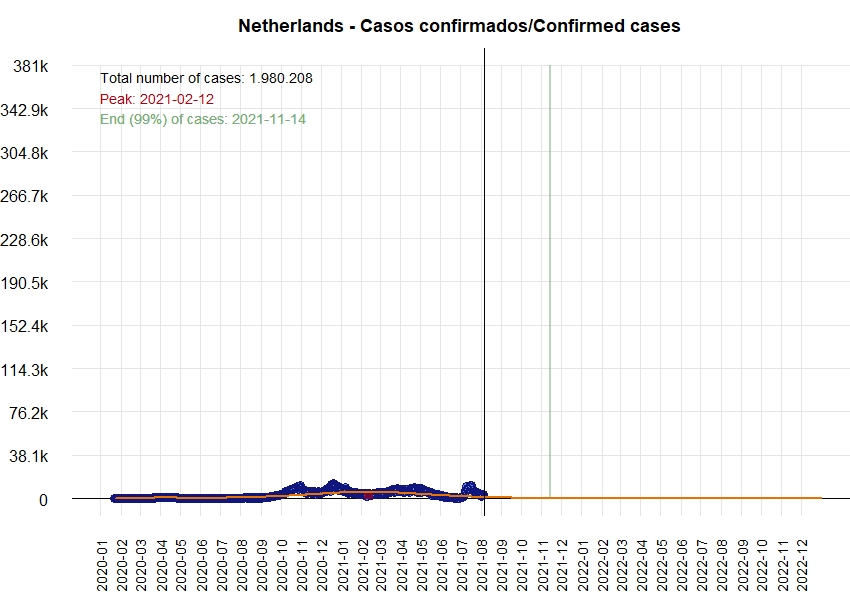 Netherlands - Casos confirmados/Confirmed cases
Total number of cases: 1.980.208
Peak: 2021-02-12
End (99%) of cases: 2021-11-14
381k
342.9k
304.8k
266.7k
228.6k
190.5k
152.4k
114.3k
76.2k
38.1k
0
2020-01
2020-02
2020-03
2020-04
2020-05
2020-06
2020-07
2020-08
2020-09
2020-10
2020-11
2020-12
2021-01
2021-02
2021-03
2021-04
2021-05
2021-06
2021-07
2021-08
2021-09
2021-10
2021-11
2021-12
2022-01
2022-02
2022-03
2022-04
2022-05
2022-06
2022-07
2022-08
2022-09
2022-10
2022-11
2022-12